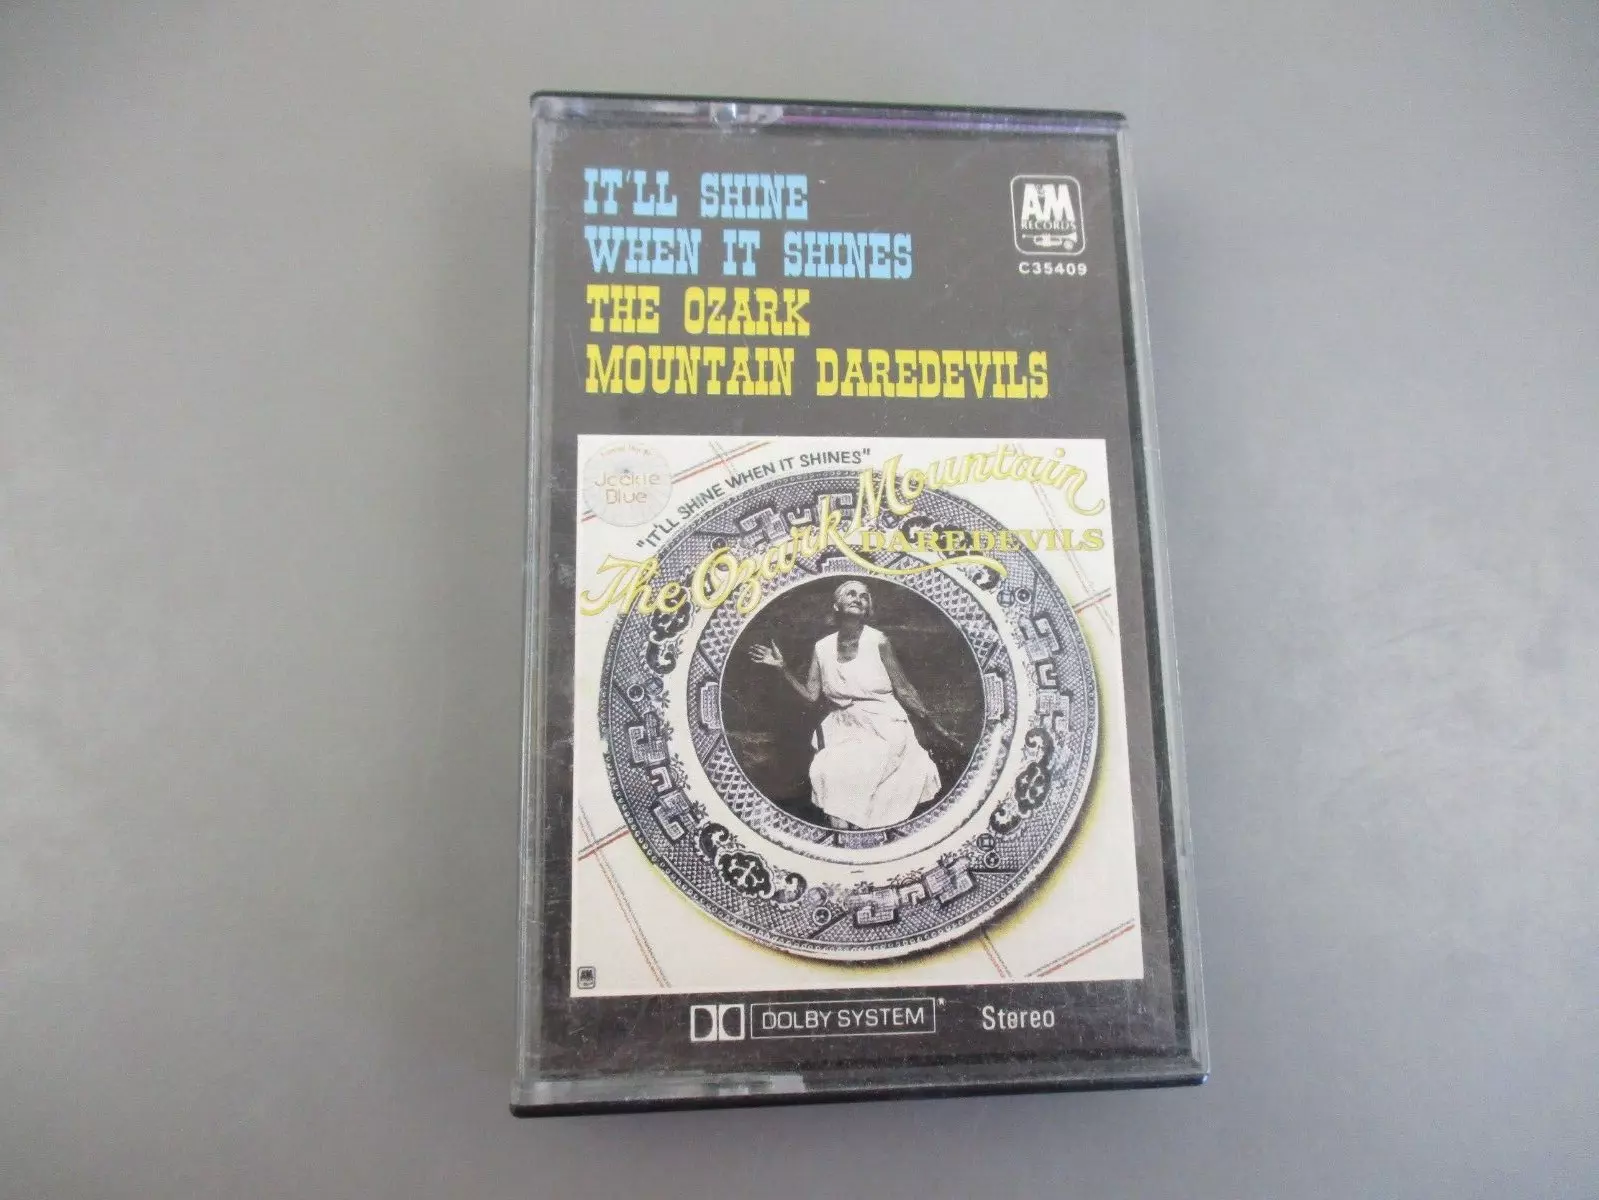 IT'LL SHINE
WHEN IT SHINES
THE OZARK
MOUNTAIN DAREDEVILS
A&M
RECORDS
C35409
Jackie
Blue
"IT'LL SHINE WHEN IT SHINES"
The Ozark Mountain
DAREDEVILS
A&M
DOLBY SYSTEM*
Stereo